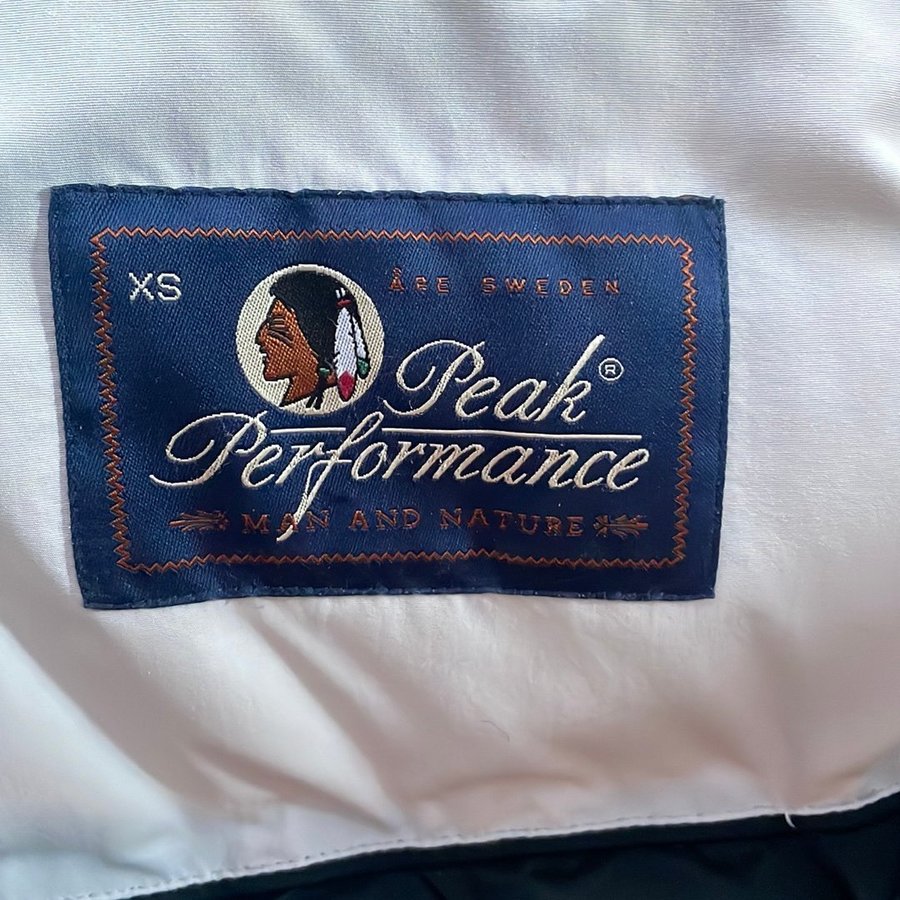 XS
ÅRE SWEDEN
Peak®
Performance
MAN AND NATURE